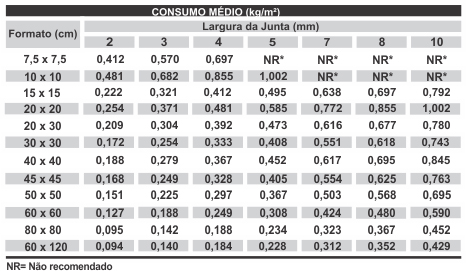 CONSUMO MÉDIO (kg/m²)
Formato (cm) Largura da Junta (mm)
2 3 4 5 7 8 10
7,5 x 7,5 0,412 0,570 0,697 NR* NR* NR* NR*
10 x 10 0,481 0,682 0,855 1,002 NR* NR* NR*
15 x 15 0,222 0,321 0,412 0,495 0,638 0,697 0,792
20 x 20 0,254 0,371 0,481 0,585 0,772 0,855 1,002
20 x 30 0,209 0,304 0,392 0,473 0,616 0,677 0,780
30 x 30 0,172 0,254 0,333 0,408 0,551 0,618 0,743
40 x 40 0,188 0,279 0,367 0,452 0,617 0,695 0,845
45 x 45 0,168 0,249 0,328 0,405 0,554 0,625 0,763
50 x 50 0,151 0,225 0,297 0,367 0,503 0,568 0,695
60 x 60 0,127 0,188 0,249 0,308 0,424 0,480 0,590
80 x 80 0,095 0,142 0,188 0,234 0,323 0,367 0,452
60 x 120 0,094 0,140 0,184 0,228 0,312 0,352 0,429
NR= Não recomendado